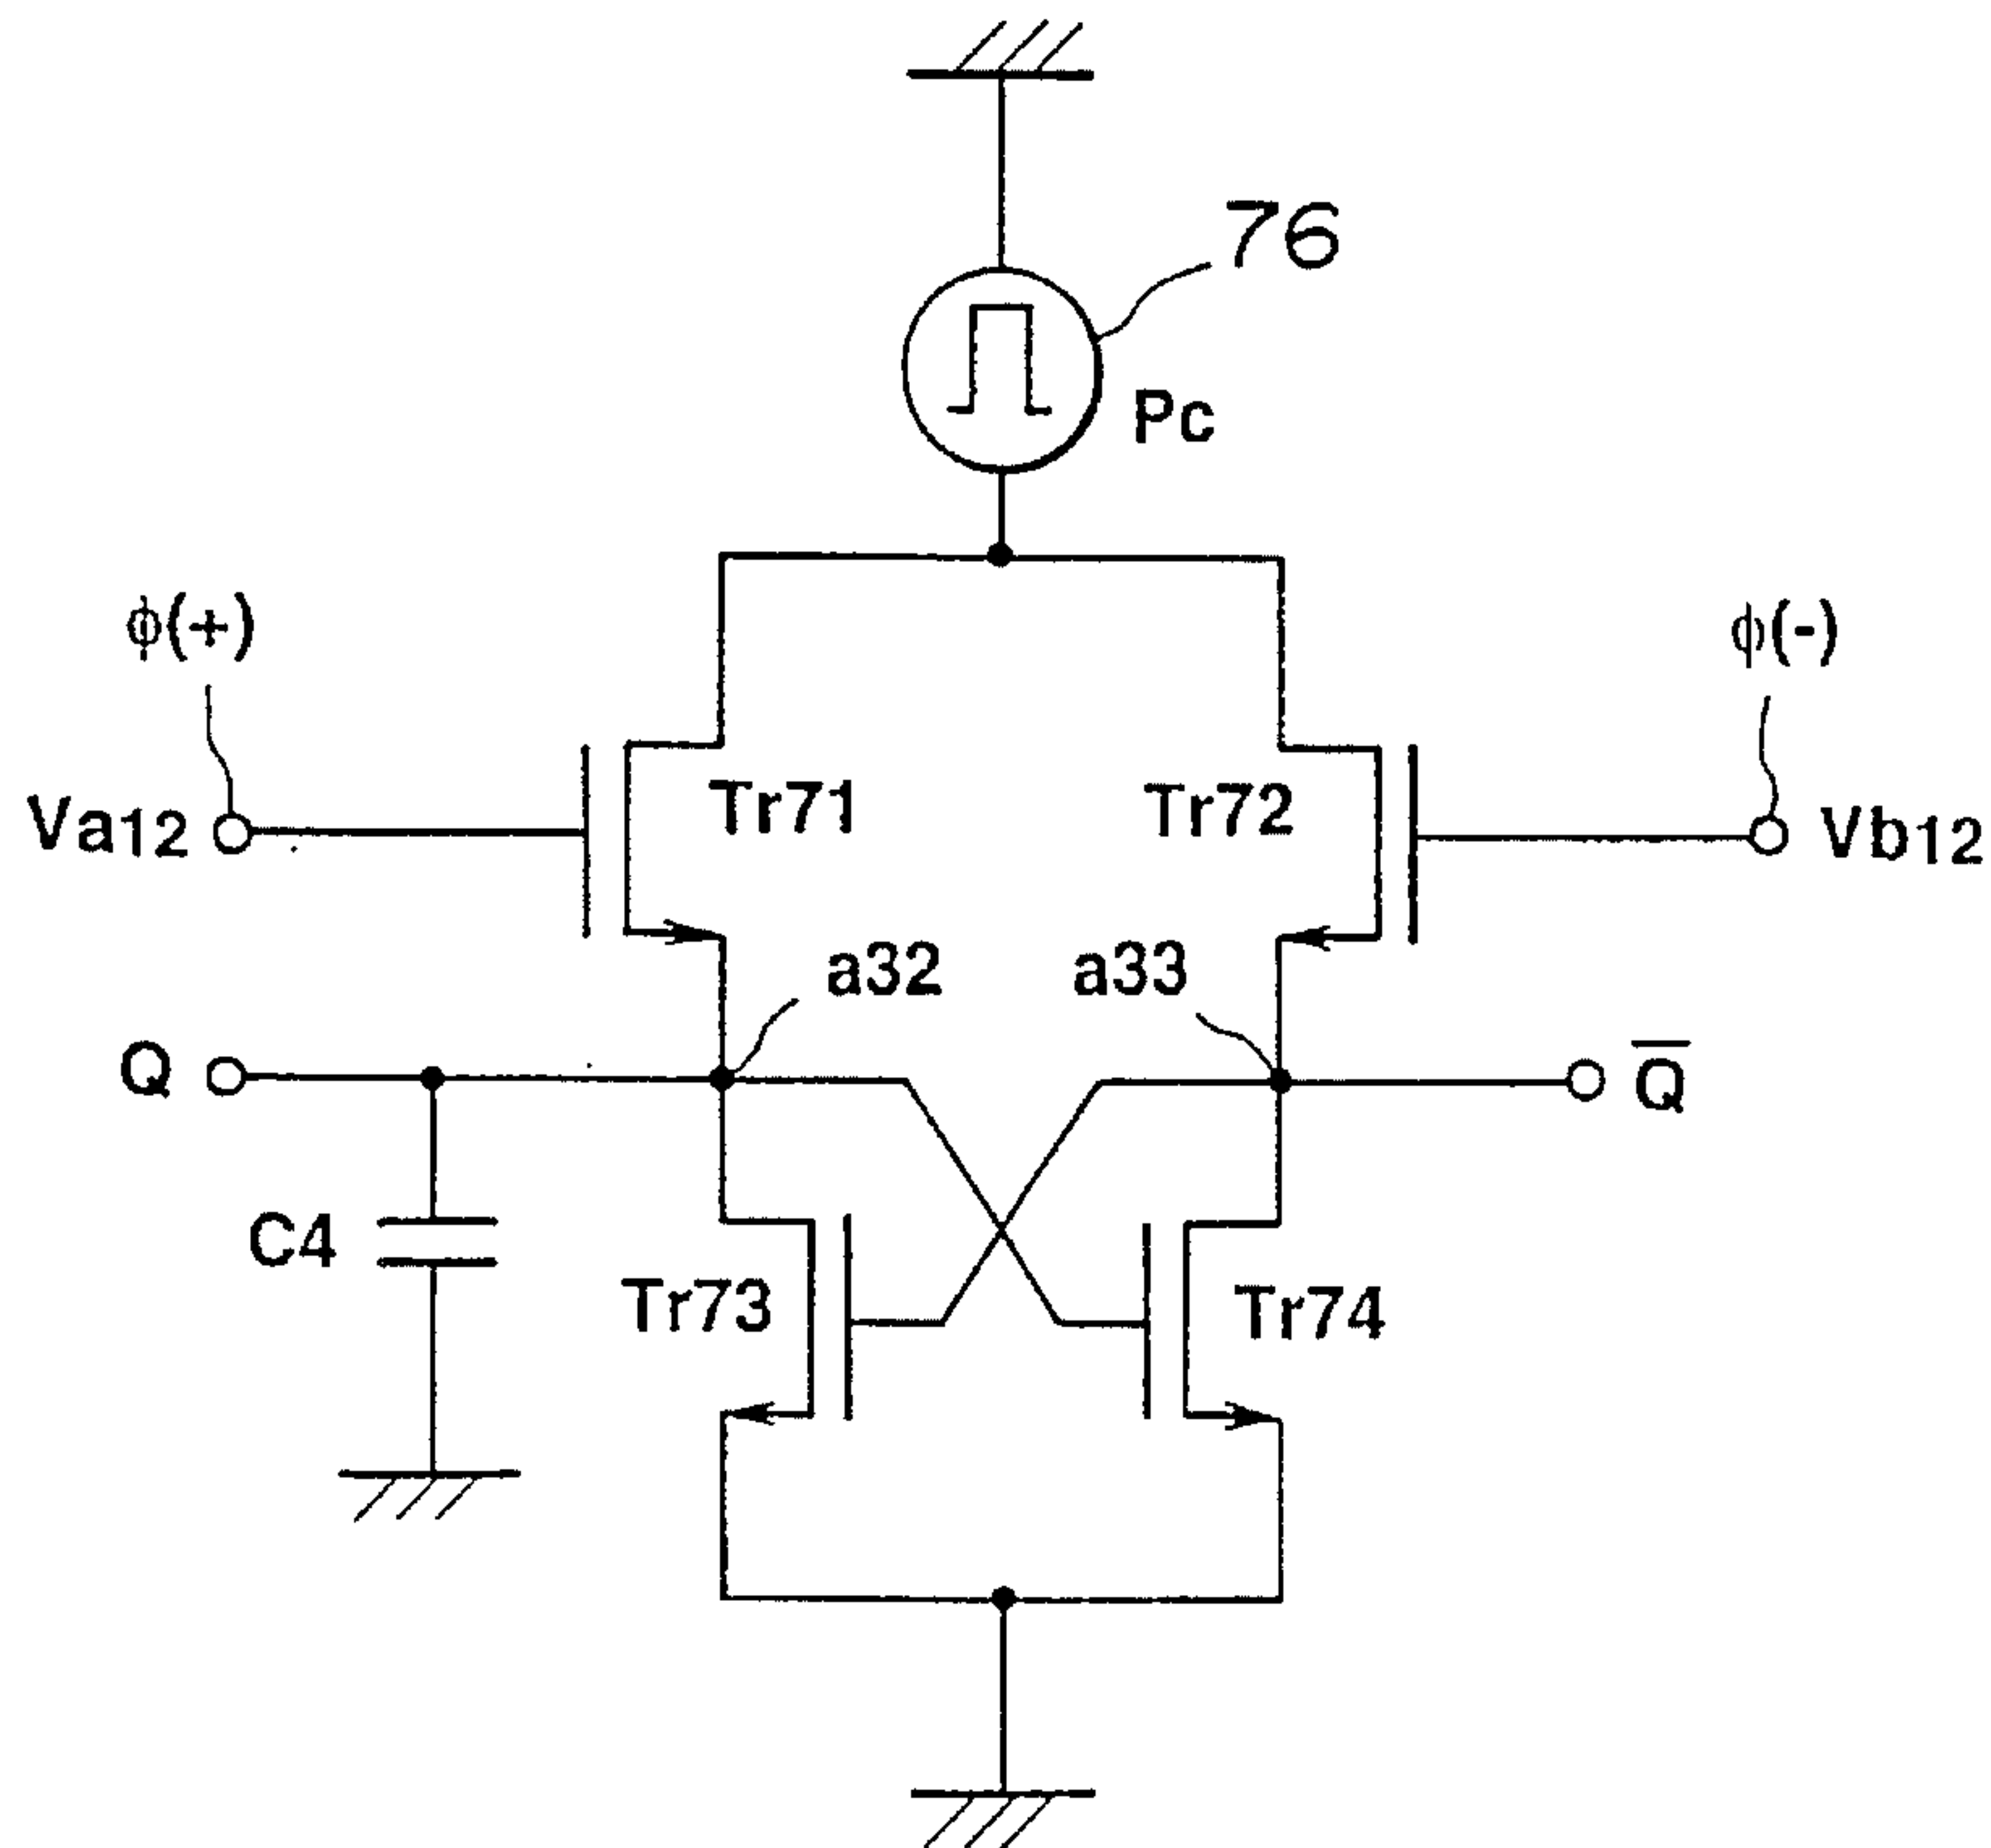 76
Pc
ϕ(+)
ϕ(-)
Tr71
Tr72
Va12
Vb12
a32
a33
Q
Q̅
C4
Tr73
Tr74